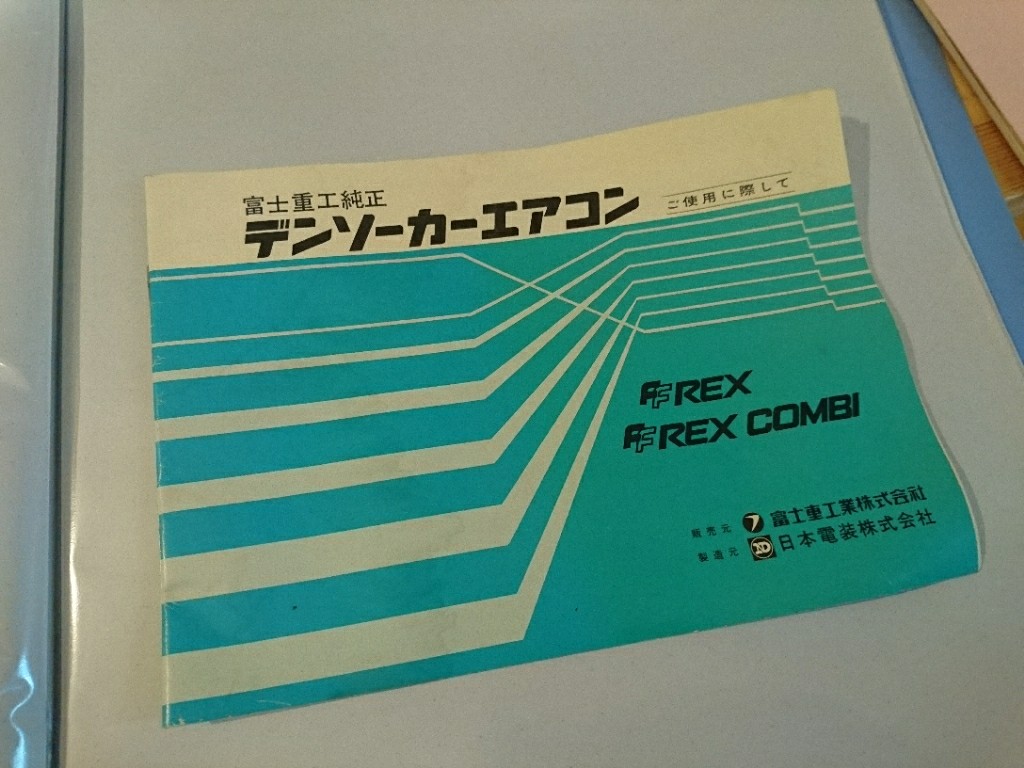 富士重工純正
デンソーカーエアコン
ご使用に際して
FF REX
FF REX COMBI
販売元 フ 富士重工業株式会社
製造元 ND 日本電装株式会社